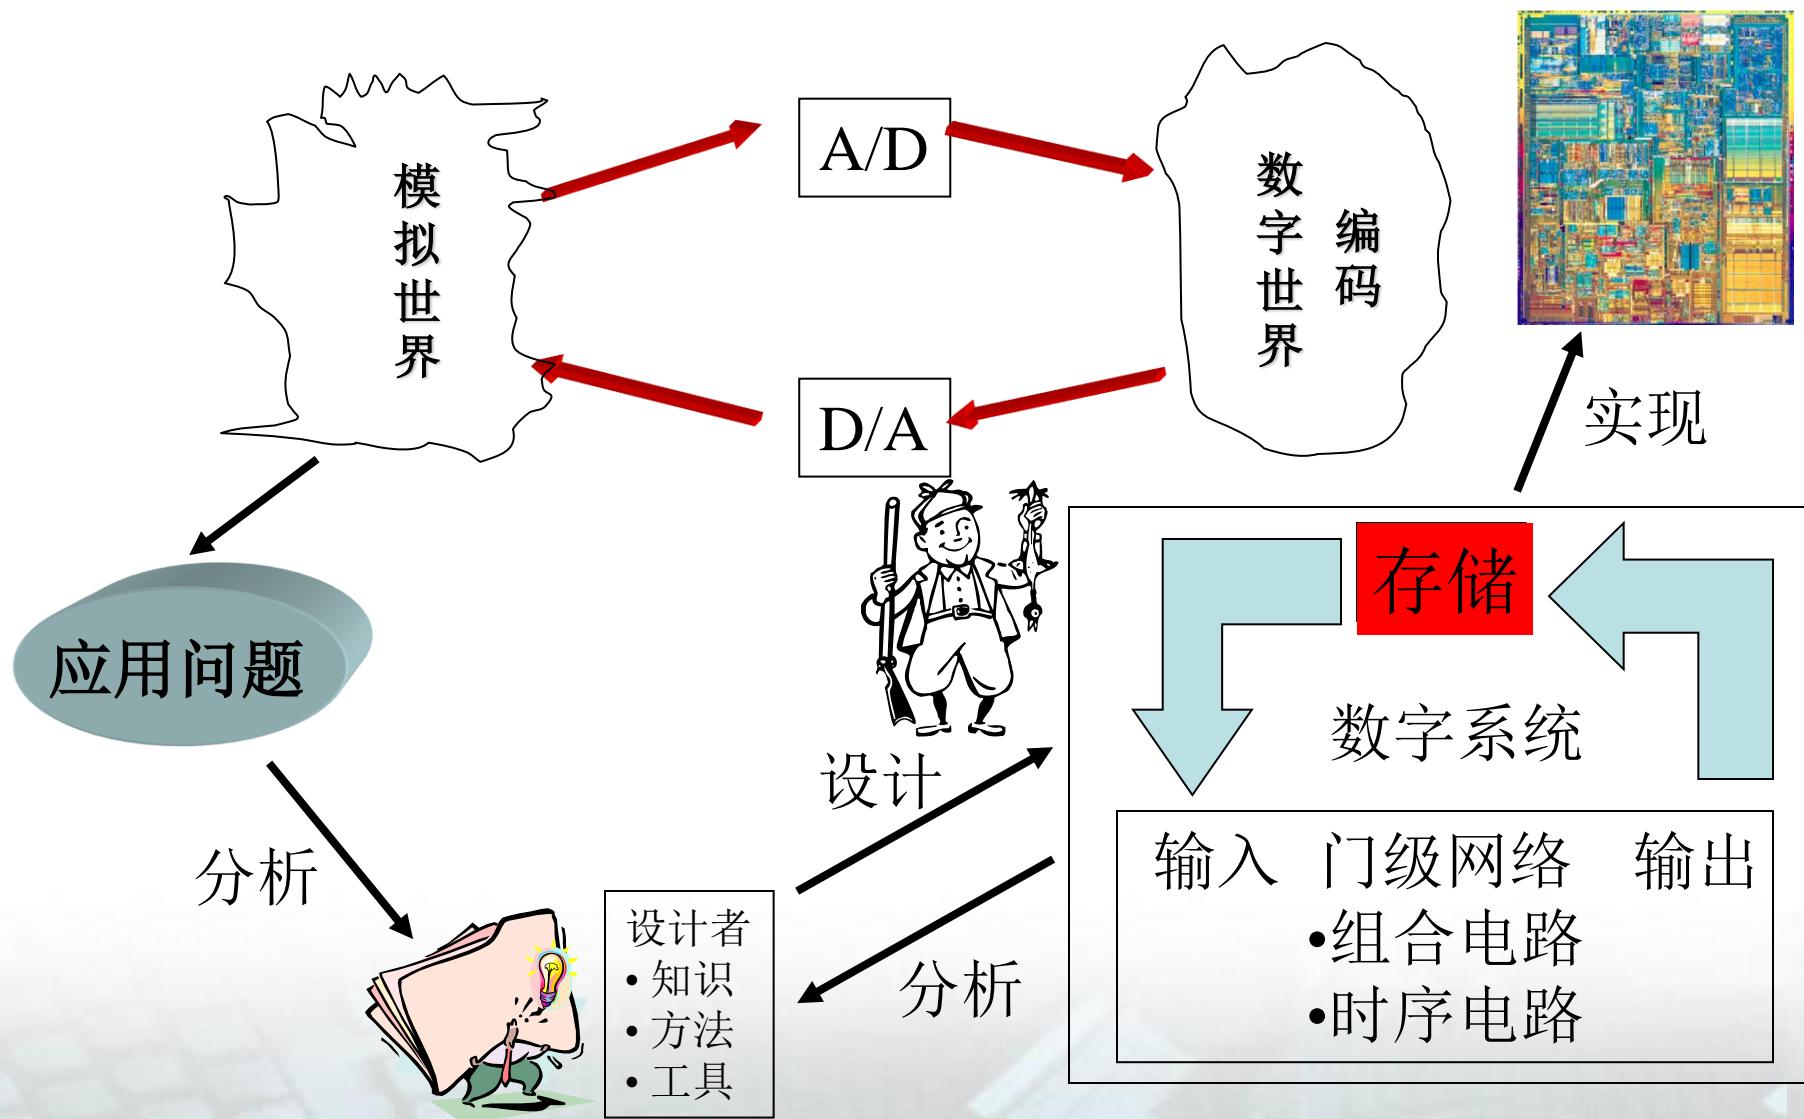 模拟世界
A/D
数字世界
编码
D/A
实现
应用问题
存储
数字系统
设计
分析
输入 门级网络 输出
•组合电路
•时序电路
设计者
• 知识
• 方法
• 工具
分析